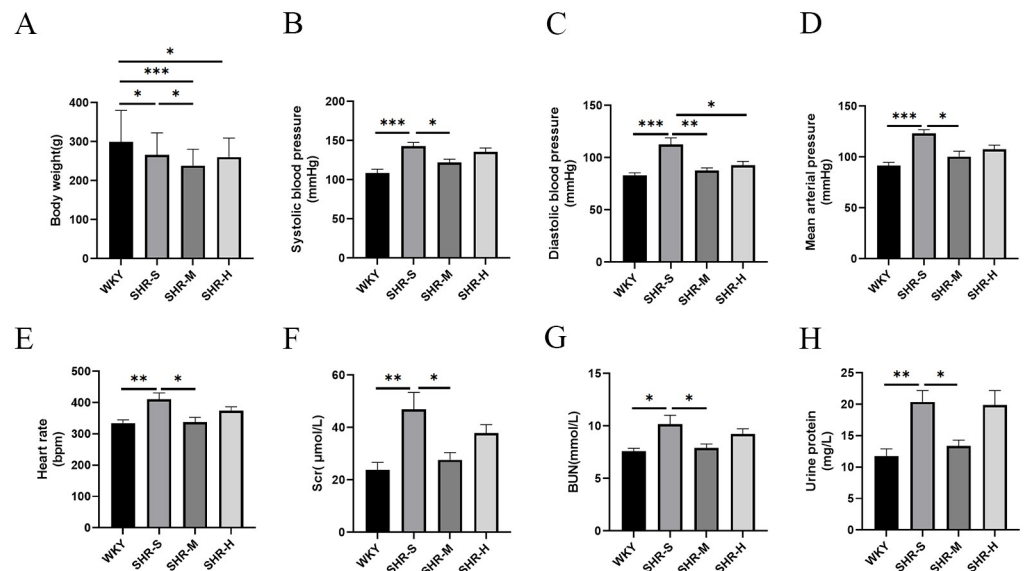 A
B
C
D
*
***
*
*
Body weight(g)
400
300
200
100
0
WKY
SHR-S
SHR-M
SHR-H
***
*
Systolic blood pressure
(mmHg)
200
150
100
50
0
WKY
SHR-S
SHR-M
SHR-H
*
***
**
Diastolic blood pressure
(mmHg)
150
100
50
0
WKY
SHR-S
SHR-M
SHR-H
***
*
Mean arterial pressure
(mmHg)
150
100
50
0
WKY
SHR-S
SHR-M
SHR-H
E
F
G
H
**
*
Heart rate
(bpm)
500
400
300
200
100
0
WKY
SHR-S
SHR-M
SHR-H
**
*
Scr( μmol/L)
60
40
20
0
WKY
SHR-S
SHR-M
SHR-H
*
*
BUN(mmol/L)
15
10
5
0
WKY
SHR-S
SHR-M
SHR-H
**
*
Urine protein
(mg/L)
25
20
15
10
5
0
WKY
SHR-S
SHR-M
SHR-H